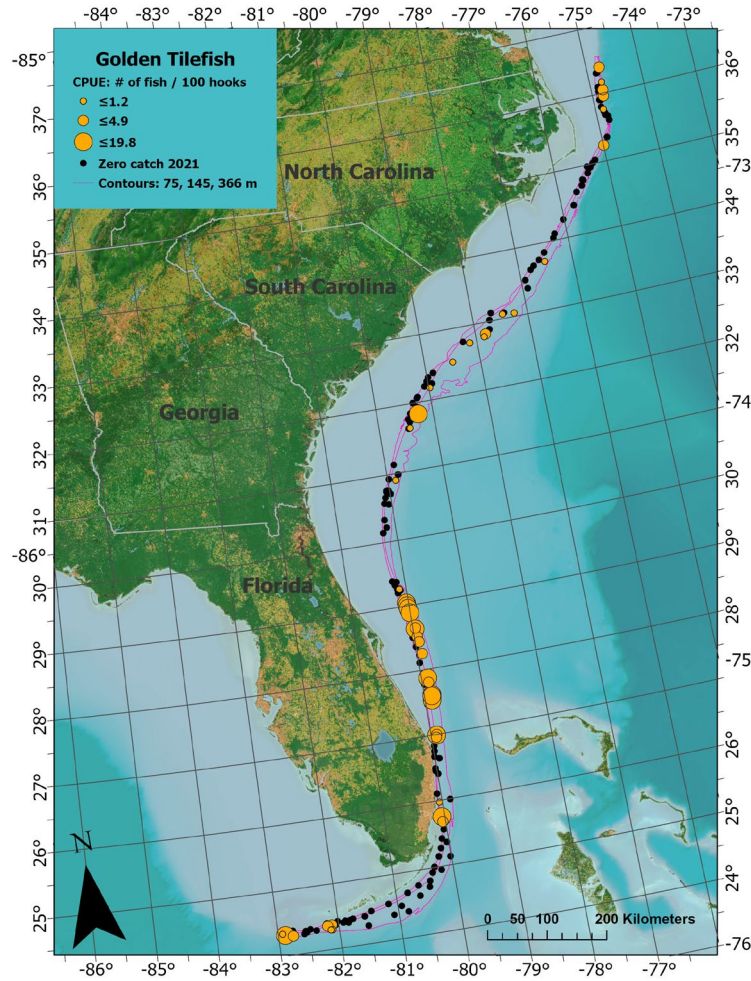 -84° -83° -82° -81° -80° -79° -78° -77° -76° -75° -74° -73°
Golden Tilefish
CPUE: # of fish / 100 hooks
≤1.2
≤4.9
≤19.8
Zero catch 2021
Contours: 75, 145, 366 m
-85°
37°
36°
35°
34°
33°
32°
31°
-86°
30°
29°
28°
27°
26°
25°
North Carolina
South Carolina
Georgia
Florida
36°
35°
-73
34°
33°
32°
-74
30°
29°
28°
-75°
26°
25°
24°
-76
N
0 50 100 200 Kilometers
-86° -85° -84° -83° -82° -81° -80° -79° -78° -77°